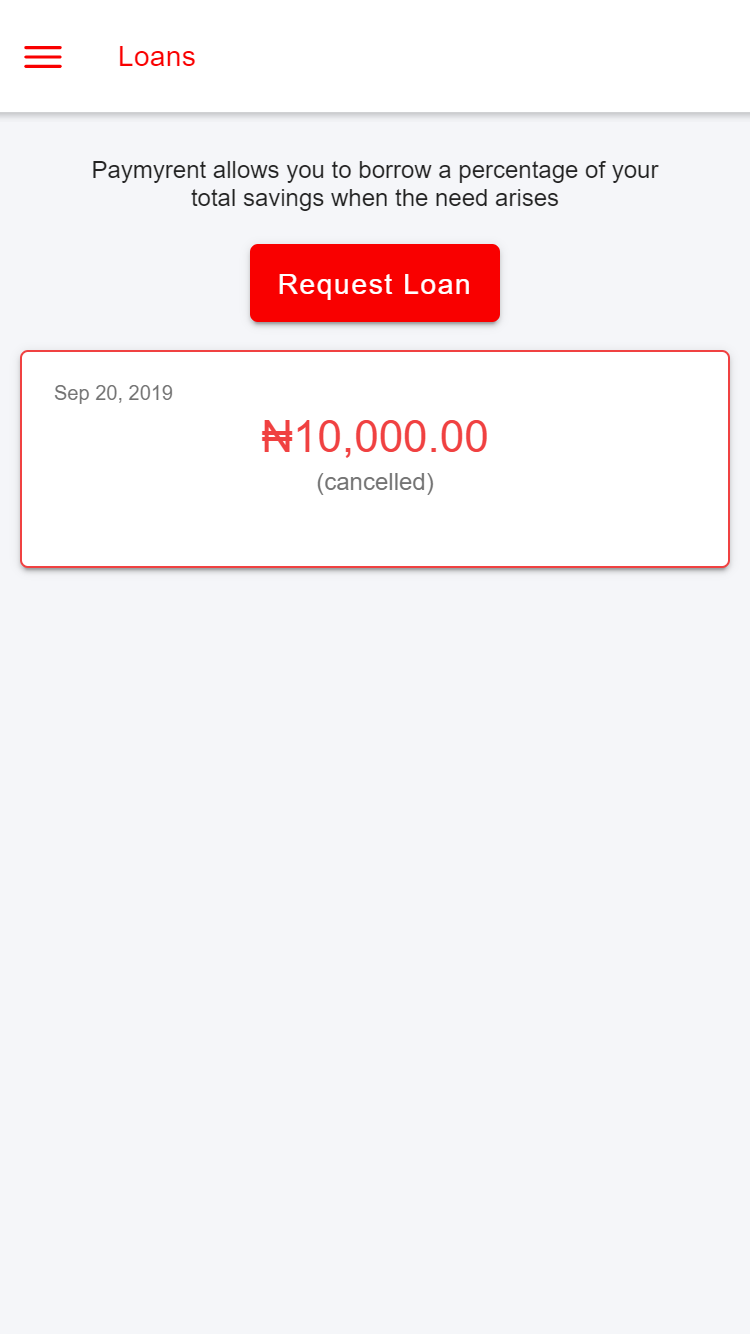 Loans
Paymyrent allows you to borrow a percentage of your
total savings when the need arises
Request Loan
Sep 20, 2019
₦10,000.00
(cancelled)